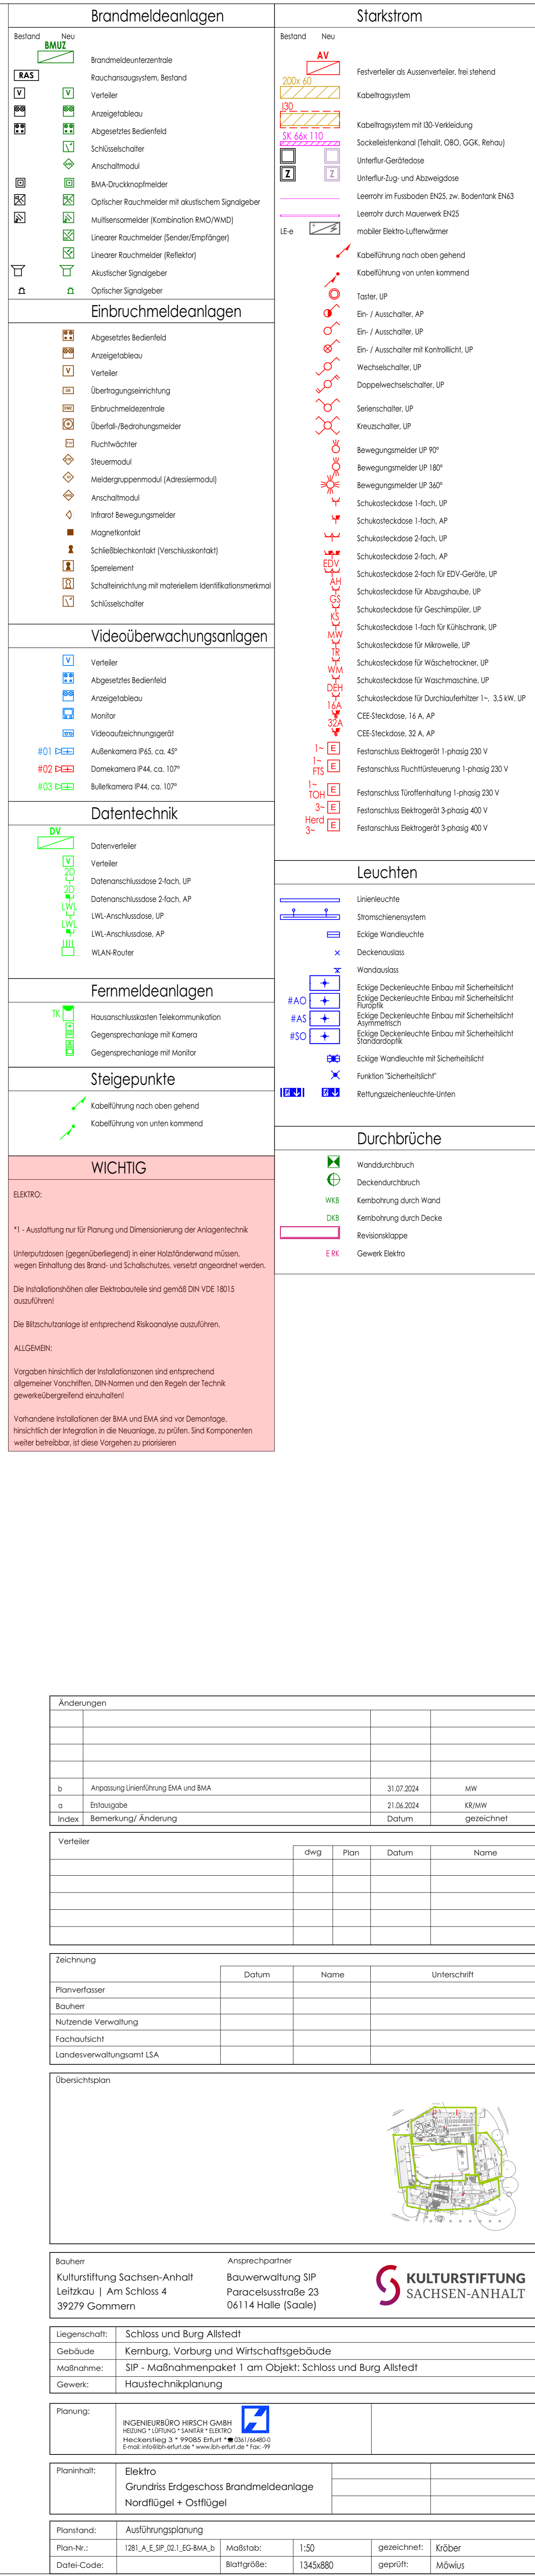 Brandmeldeanlagen
Bestand Neu
BMUZ
Brandmeldeunterzentrale
RAS Rauchansaugsystem, Bestand
V V Verteiler
Anzeigetableau
Abgesetztes Bedienfeld
Schlüsselschalter
Anschaltmodul
BMA-Druckknopfmelder
Optischer Rauchmelder mit akustischem Signalgeber
Multisensormelder (Kombination RMO/WMD)
Linearer Rauchmelder (Sender/Empfänger)
Linearer Rauchmelder (Reflektor)
Akustischer Signalgeber
Optischer Signalgeber
Einbruchmeldeanlagen
Abgesetztes Bedienfeld
Anzeigetableau
V Verteiler
Übertragungseinrichtung
Einbruchmeldezentrale
Überfall-/Bedrohungsmelder
Fluchtwächter
Steuermodul
Meldergruppenmodul (Adressiermodul)
Anschaltmodul
Infrarot Bewegungsmelder
Magnetkontakt
Schließblechkontakt (Verschlusskontakt)
Sperrelement
Schalteinrichtung mit materiellem Identifikationsmerkmal
Schlüsselschalter
Videoüberwachungsanlagen
V Verteiler
Abgesetztes Bedienfeld
Anzeigetableau
Monitor
Videoaufzeichnungsgerät
#01 Außenkamera IP65, ca. 45°
#02 Domekamera IP44, ca. 107°
#03 Bulletkamera IP44, ca. 107°
Datentechnik
DV
Datenverteiler
V Verteiler
2D Datenanschlussdose 2-fach, UP
2D Datenanschlussdose 2-fach, AP
LWL LWL-Anschlussdose, UP
LWL LWL-Anschlussdose, AP
WLAN-Router
Fernmeldeanlagen
TK Hausanschlusskasten Telekommunikation
Gegensprechanlage mit Kamera
Gegensprechanlage mit Monitor
Steigepunkte
Kabelführung nach oben gehend
Kabelführung von unten kommend
WICHTIG
ELEKTRO:
*1 - Ausstattung nur für Planung und Dimensionierung der Anlagentechnik
Unterputzdosen (gegenüberliegend) in einer Holzständerwand müssen,
wegen Einhaltung des Brand- und Schallschutzes, versetzt angeordnet werden.
Die Installationshöhen aller Elektrobauteile sind gemäß DIN VDE 18015
auszuführen!
Die Blitzschutzanlage ist entsprechend Risikoanalyse auszuführen.
ALLGEMEIN:
Vorgaben hinsichtlich der Installationszonen sind entsprechend
allgemeiner Vorschriften, DIN-Normen und den Regeln der Technik
gewerkeübergreifend einzuhalten!
Vorhandene Installationen der BMA und EMA sind vor Demontage,
hinsichtlich der Integration in die Neuanlage, zu prüfen. Sind Komponenten
weiter betreibbar, ist diese Vorgehen zu priorisieren
Starkstrom
Bestand Neu
AV
Festverteiler als Aussenverteiler, frei stehend
200x 60
Kabeltragsystem
I30
Kabeltragsystem mit I30-Verkleidung
SK 66x 110
Sockelleistenkanal (Tehalit, OBO, GGK, Rehau)
Unterflur-Gerätedose
Z Z Unterflur-Zug- und Abzweigdose
Leerrohr im Fussboden EN25, zw. Bodentank EN63
Leerrohr durch Mauerwerk EN25
LE-e mobiler Elektro-Lufterwärmer
Kabelführung nach oben gehend
Kabelführung von unten kommend
Taster, UP
Ein- / Ausschalter, AP
Ein- / Ausschalter, UP
Ein- / Ausschalter mit Kontrolllicht, UP
Wechselschalter, UP
Doppelwechselschalter, UP
Serienschalter, UP
Kreuzschalter, UP
Bewegungsmelder UP 90°
Bewegungsmelder UP 180°
Bewegungsmelder UP 360°
Schukosteckdose 1-fach, UP
Schukosteckdose 1-fach, AP
Schukosteckdose 2-fach, UP
Schukosteckdose 2-fach, AP
EDV Schukosteckdose 2-fach für EDV-Geräte, UP
AH Schukosteckdose für Abzugshaube, UP
GS Schukosteckdose für Geschirrspüler, UP
KS Schukosteckdose 1-fach für Kühlschrank, UP
MW Schukosteckdose für Mikrowelle, UP
TR Schukosteckdose für Wäschetrockner, UP
WM Schukosteckdose für Waschmaschine, UP
DEH Schukosteckdose für Durchlauferhitzer 1~, 3,5 kW, UP
16A CEE-Steckdose, 16 A, AP
32A CEE-Steckdose, 32 A, AP
1~ E Festanschluss Elektrogerät 1-phasig 230 V
1~ FTS E Festanschluss Fluchttürsteuerung 1-phasig 230 V
1~ TOH E Festanschluss Türoffenhaltung 1-phasig 230 V
3~ E Festanschluss Elektrogerät 3-phasig 400 V
Herd 3~ E Festanschluss Elektrogerät 3-phasig 400 V
Leuchten
Linienleuchte
Stromschienensystem
Eckige Wandleuchte
Deckenauslass
Wandauslass
Eckige Deckenleuchte Einbau mit Sicherheitslicht
#AO Eckige Deckenleuchte Einbau mit Sicherheitslicht
Fluroptik
#AS Eckige Deckenleuchte Einbau mit Sicherheitslicht
Asymmetrisch
#SO Eckige Deckenleuchte Einbau mit Sicherheitslicht
Standardoptik
Eckige Wandleuchte mit Sicherheitslicht
Funktion "Sicherheitslicht"
Rettungszeichenleuchte-Unten
Durchbrüche
Wanddurchbruch
Deckendurchbruch
WKB Kernbohrung durch Wand
DKB Kernbohrung durch Decke
Revisionsklappe
E RK Gewerk Elektro
Änderungen
b Anpassung Linienführung EMA und BMA 31.07.2024 MW
a Erstausgabe 21.06.2024 KR/MW
Index Bemerkung/ Änderung Datum gezeichnet
Verteiler
dwg Plan Datum Name
Zeichnung
Datum Name Unterschrift
Planverfasser
Bauherr
Nutzende Verwaltung
Fachaufsicht
Landesverwaltungsamt LSA
Übersichtsplan
Bauherr Ansprechpartner
Kulturstiftung Sachsen-Anhalt Bauverwaltung SIP
Leitzkau | Am Schloss 4 Paracelsusstraße 23
39279 Gommern 06114 Halle (Saale)
KULTURSTIFTUNG
SACHSEN-ANHALT
Liegenschaft: Schloss und Burg Allstedt
Gebäude Kernburg, Vorburg und Wirtschaftsgebäude
Maßnahme: SIP - Maßnahmenpaket 1 am Objekt: Schloss und Burg Allstedt
Gewerk: Haustechnikplanung
Planung:
INGENIEURBÜRO HIRSCH GMBH
HEIZUNG * LÜFTUNG * SANITÄR * ELEKTRO
Heckerstieg 3 * 99085 Erfurt *☎ 0361/66480-0
E-mail: info@ibh-erfurt.de * www.ibh-erfurt.de * Fax: -99
Planinhalt: Elektro
Grundriss Erdgeschoss Brandmeldeanlage
Nordflügel + Ostflügel
Planstand: Ausführungsplanung
Plan-Nr.: 12B1_A_E_SIP_02.1_EG-BMA_b Maßstab: 1:50 gezeichnet: Kröber
Datei-Code: Blattgröße: 1345x880 geprüft: Möwius